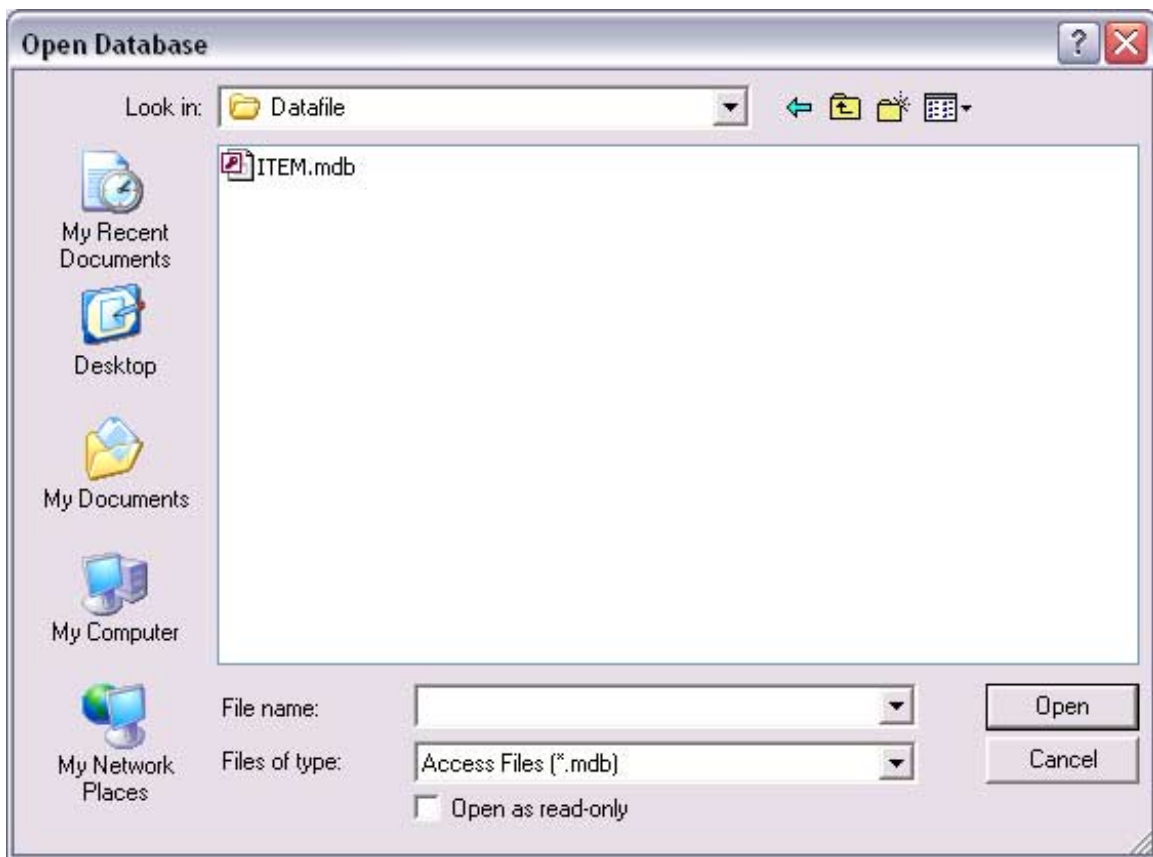 Open Database
?
Look in: Datafile
ITEM.mdb
My Recent
Documents
Desktop
My Documents
My Computer
My Network
Places
File name:
Open
Files of type: Access Files (*.mdb)
Cancel
Open as read-only